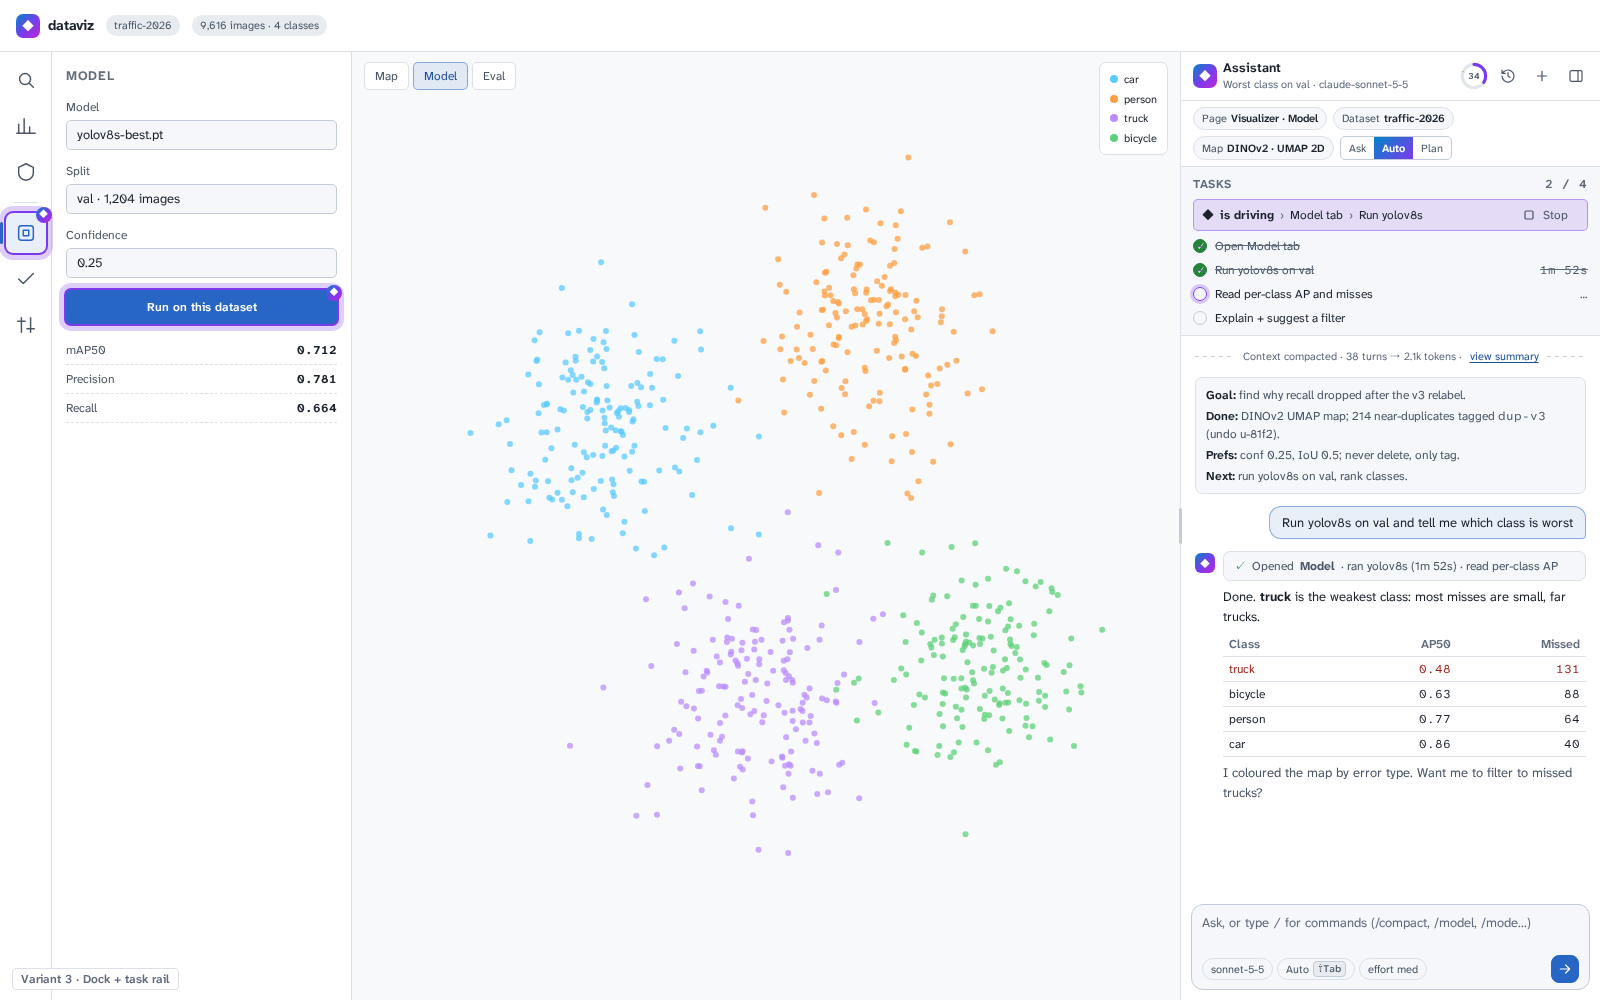 dataviz
traffic-2026
9,616 images · 4 classes
MODEL
Model
yolov8s-best.pt
Split
val · 1,204 images
Confidence
0.25
Run on this dataset
mAP50 0.712
Precision 0.781
Recall 0.664
Variant 3 · Dock + task rail
Map
Model
Eval
car
person
truck
bicycle
Assistant
Worst class on val · claude-sonnet-5-5
34
Page Visualizer · Model
Dataset traffic-2026
Map DINOv2 · UMAP 2D
Ask Auto Plan
TASKS 2 / 4
is driving › Model tab › Run yolov8s Stop
Open Model tab
Run yolov8s on val 1m 52s
Read per-class AP and misses …
Explain + suggest a filter
Context compacted · 38 turns → 2.1k tokens · view summary
Goal: find why recall dropped after the v3 relabel.
Done: DINOv2 UMAP map; 214 near-duplicates tagged dup-v3
(undo u-81f2).
Prefs: conf 0.25, IoU 0.5; never delete, only tag.
Next: run yolov8s on val, rank classes.
Run yolov8s on val and tell me which class is worst
✓ Opened Model · ran yolov8s (1m 52s) · read per-class AP
Done. truck is the weakest class: most misses are small, far
trucks.
Class AP50 Missed
truck 0.48 131
bicycle 0.63 88
person 0.77 64
car 0.86 40
I coloured the map by error type. Want me to filter to missed
trucks?
Ask, or type / for commands (/compact, /model, /mode…)
sonnet-5-5
Auto ⇧Tab
effort med